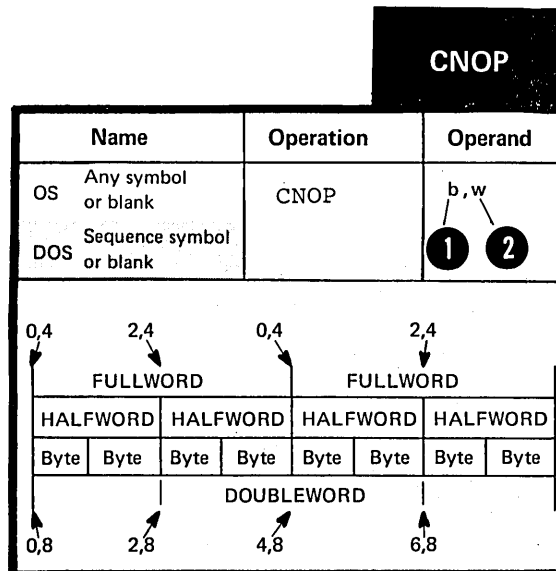 CNOP
Name Operation Operand
OS Any symbol or blank CNOP b,w
DOS Sequence symbol or blank 1 2
0,4 2,4 0,4 2,4
FULLWORD FULLWORD
HALFWORD HALFWORD HALFWORD HALFWORD
Byte Byte Byte Byte Byte Byte Byte Byte
DOUBLEWORD
0,8 2,8 4,8 6,8